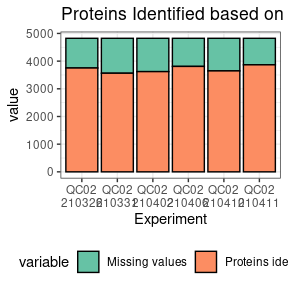 Proteins Identified based on
5000
4000
3000
2000
1000
0
value
QC02 QC02 QC02 QC02 QC02 QC02
210326 210331 210402 210406 210410 210411
Experiment
variable Missing values Proteins ide